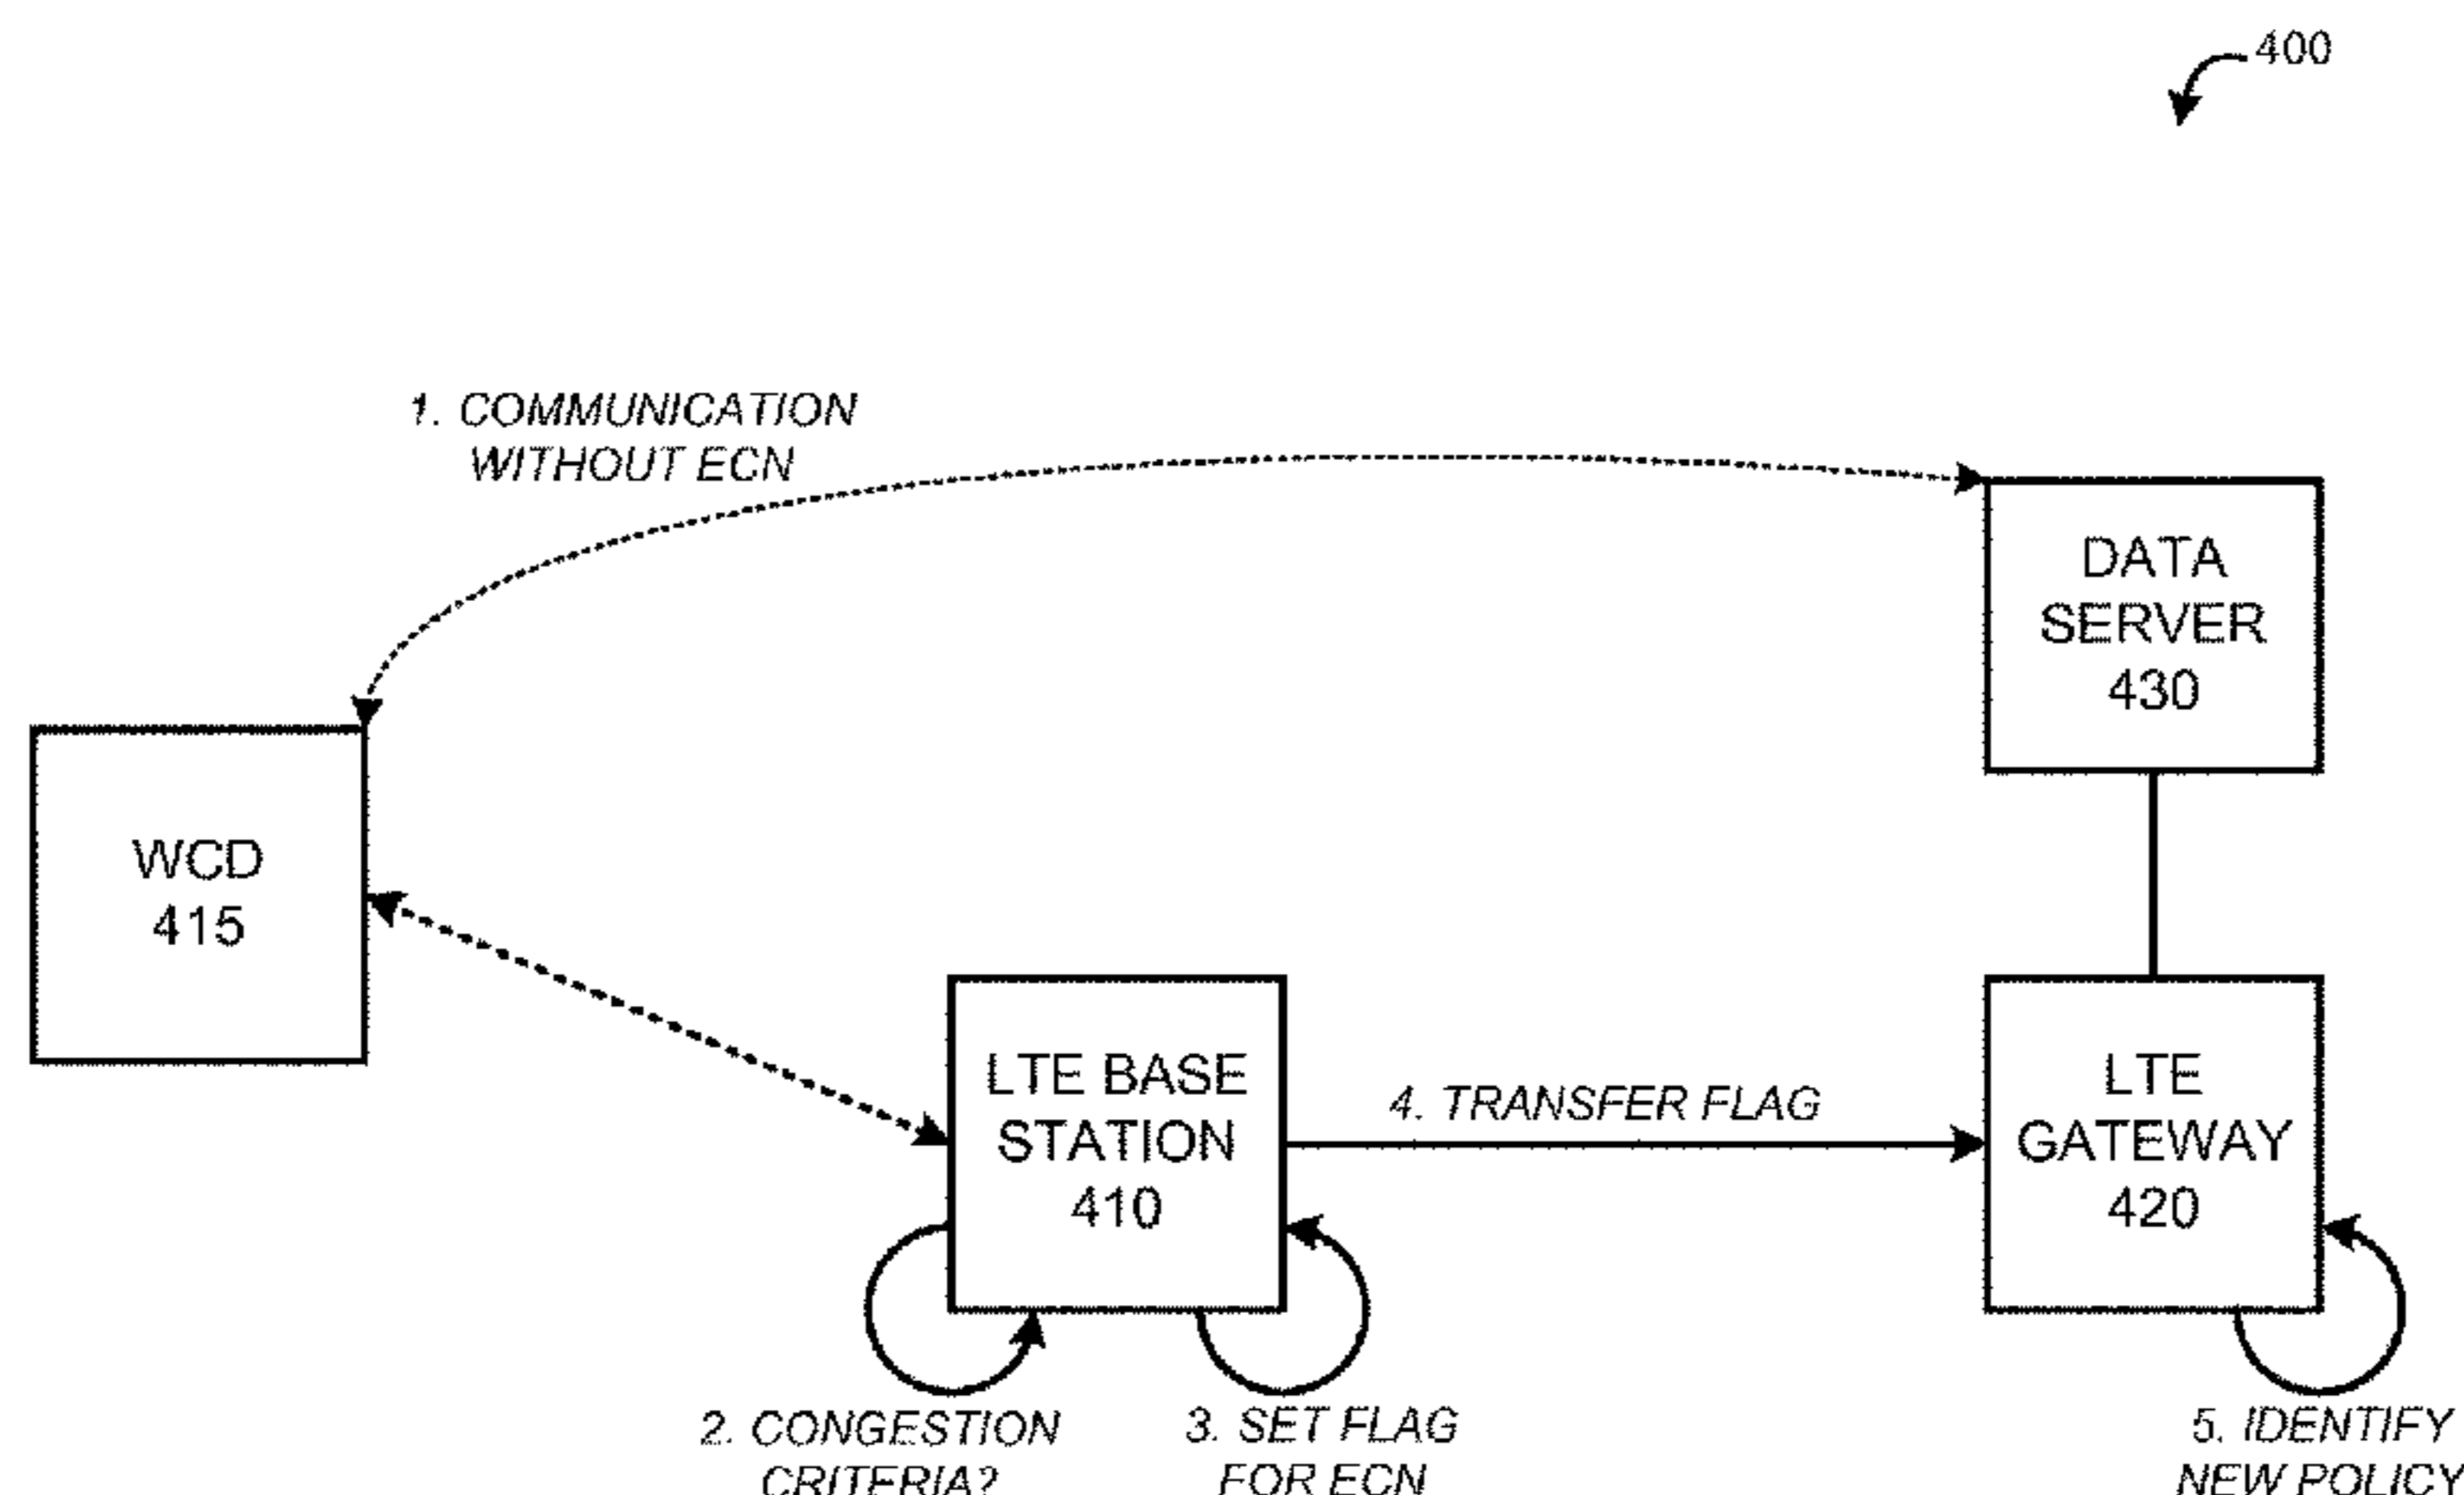 400
1. COMMUNICATION
WITHOUT ECN
DATA
SERVER
430
WCD
415
LTE BASE
STATION
410
4. TRANSFER FLAG
LTE
GATEWAY
420
2. CONGESTION
CRITERIA?
3. SET FLAG
FOR ECN
5. IDENTIFY
NEW POLICY